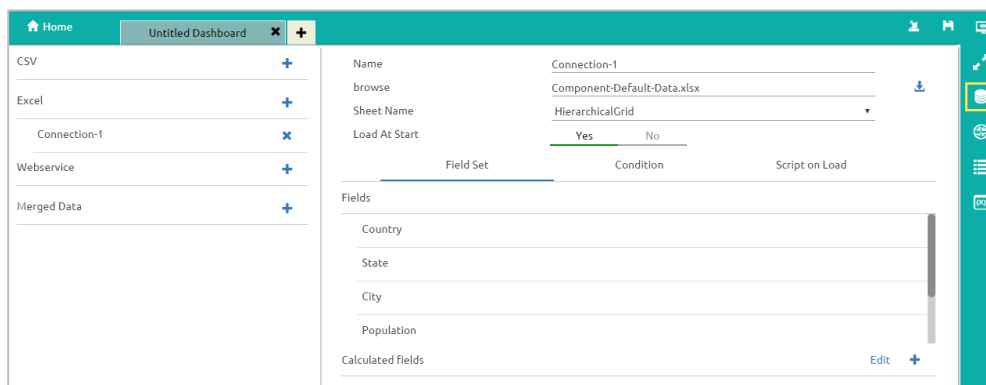 Home
Untitled Dashboard
CSV
Excel
Connection-1
Webservice
Merged Data
Name Connection-1
browse Component-Default-Data.xlsx
Sheet Name HierarchicalGrid
Load At Start Yes No
Field Set Condition Script on Load
Fields
Country
State
City
Population
Calculated fields Edit